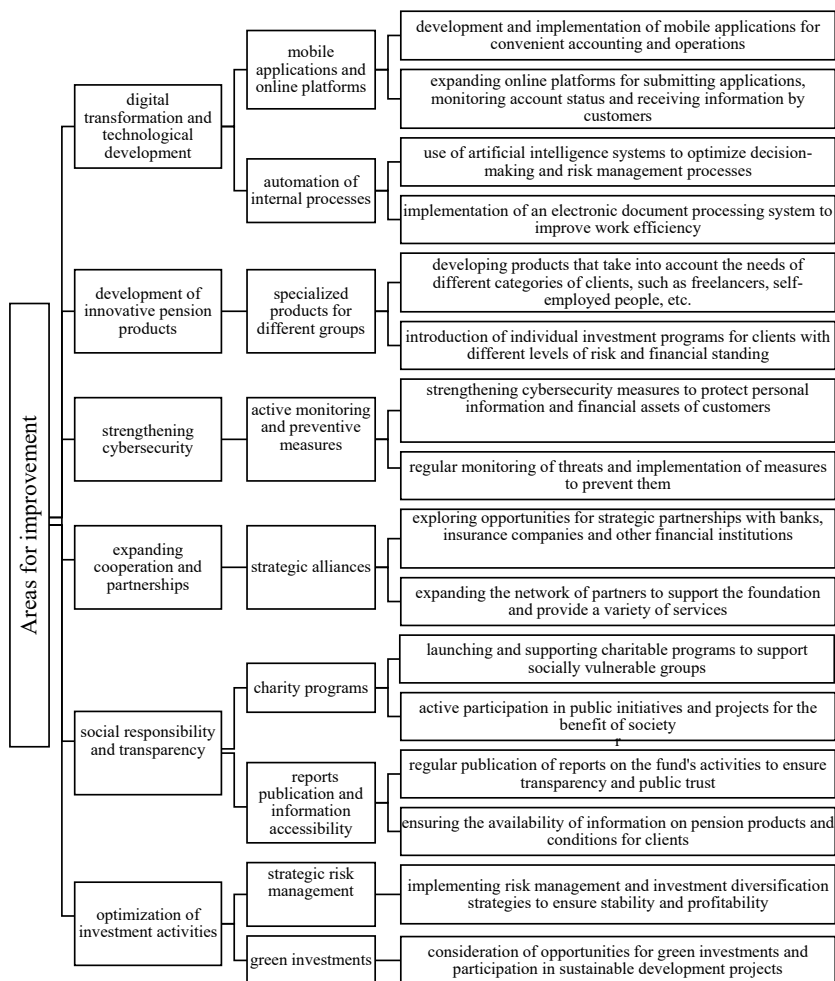 Areas for improvement
digital
transformation and
technological
development
mobile
applications and
online platforms
development and implementation of mobile applications for
convenient accounting and operations
expanding online platforms for submitting applications,
monitoring account status and receiving information by
customers
automation of
internal processes
use of artificial intelligence systems to optimize decision-
making and risk management processes
implementation of an electronic document processing system to
improve work efficiency
development of
innovative pension
products
specialized
products for
different groups
developing products that take into account the needs of
different categories of clients, such as freelancers, self-
employed people, etc.
introduction of individual investment programs for clients with
different levels of risk and financial standing
strengthening
cybersecurity
active monitoring
and preventive
measures
strengthening cybersecurity measures to protect personal
information and financial assets of customers
regular monitoring of threats and implementation of measures
to prevent them
expanding
cooperation and
partnerships
strategic alliances
exploring opportunities for strategic partnerships with banks,
insurance companies and other financial institutions
expanding the network of partners to support the foundation
and provide a variety of services
social responsibility
and transparency
charity programs
launching and supporting charitable programs to support
socially vulnerable groups
active participation in public initiatives and projects for the
benefit of society
r
reports
publication and
information
accessibility
regular publication of reports on the fund's activities to ensure
transparency and public trust
ensuring the availability of information on pension products and
conditions for clients
optimization of
investment activities
strategic risk
management
implementing risk management and investment diversification
strategies to ensure stability and profitability
green investments
consideration of opportunities for green investments and
participation in sustainable development projects